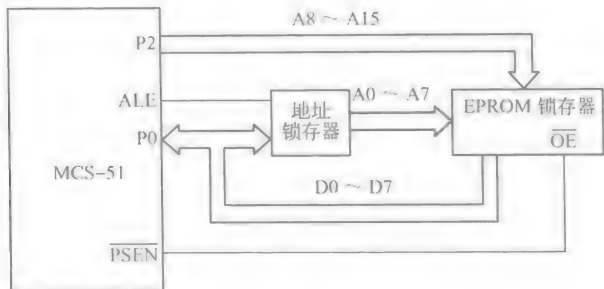 A8 ～ A15
P2
ALE
地址
锁存器
A0 ～ A7
EPROM 锁存器
OE
P0
MCS-51
D0 ～ D7
PSEN